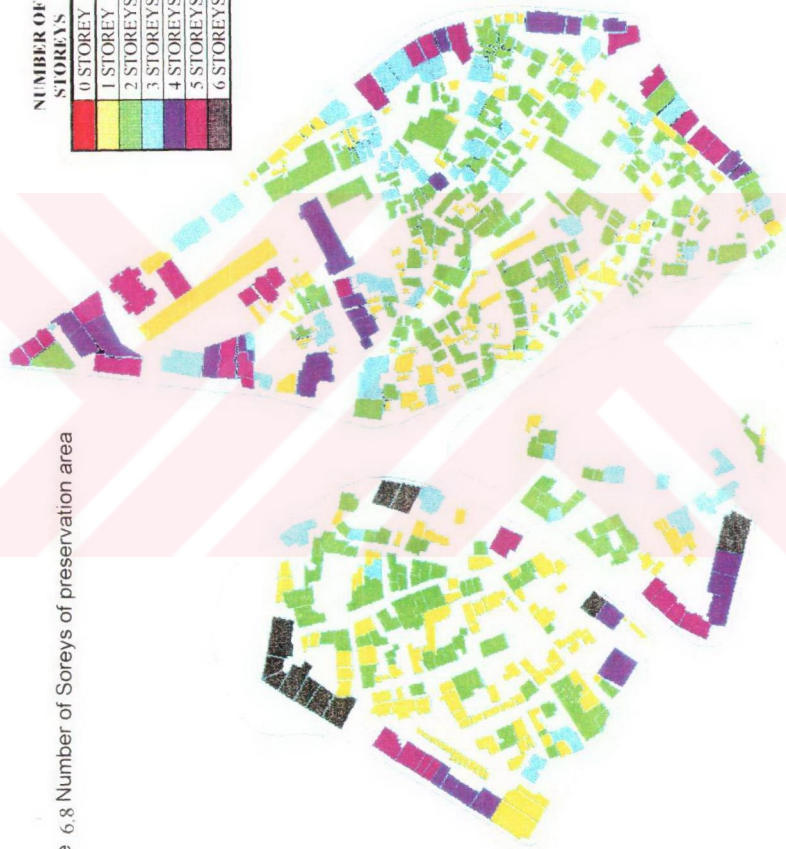 NUMBER OF
STOREYS
0 STOREY
1 STOREY
2 STOREYS
3 STOREYS
4 STOREYS
5 STOREYS
6 STOREYS
6.8 Number of Soreys of preservation area